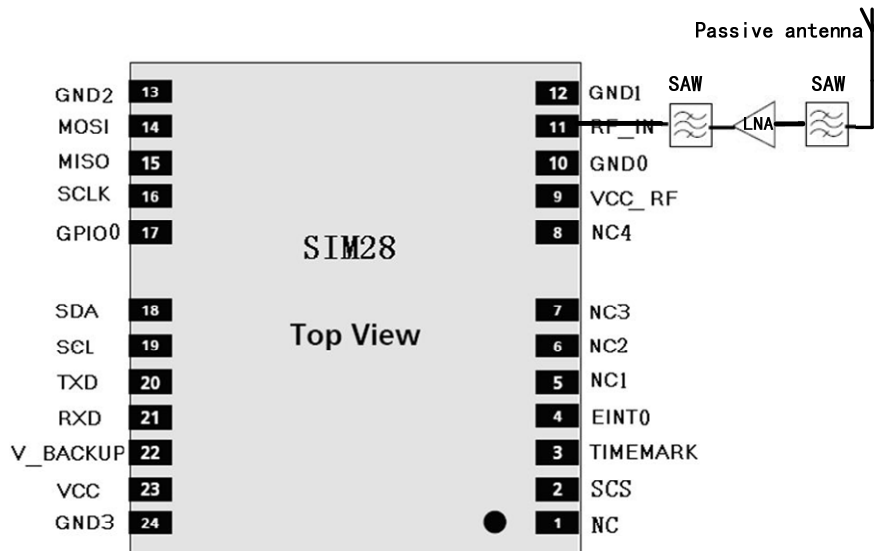 Passive antenna
SAW SAW
GND2 13 12 GND1
MOSI 14 11 RF_IN LNA
MISO 15 10 GND0
SCLK 16 9 VCC_RF
GPIO0 17 8 NC4
SIM28
SDA 18 7 NC3
Top View
SCL 19 6 NC2
TXD 20 5 NC1
RXD 21 4 EINT0
V_BACKUP 22 3 TIMEMARK
VCC 23 2 SCS
GND3 24 1 NC